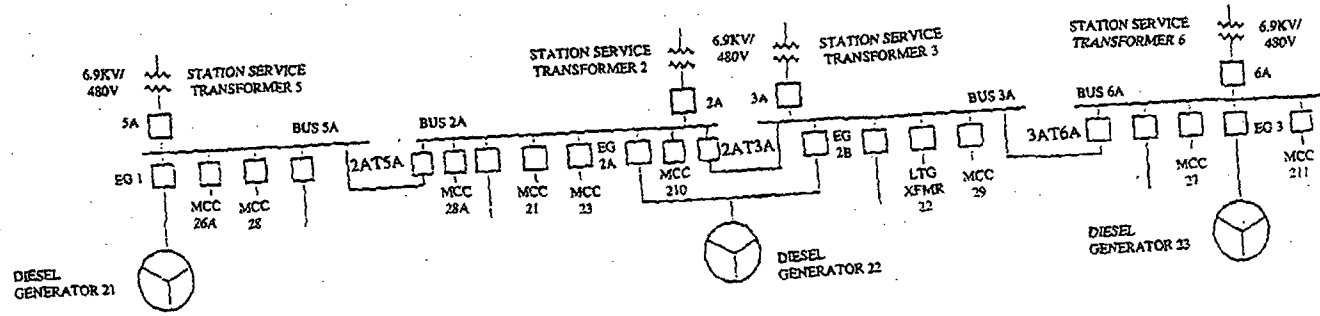 6.9KV/
480V
STATION SERVICE
TRANSFORMER 5
5A
BUS 5A
EG 1
MCC
26A
MCC
28
DIESEL
GENERATOR 21
2AT5A
STATION SERVICE
TRANSFORMER 2
6.9KV/
480V
2A
BUS 2A
MCC
28A
MCC
21
MCC
23
EG
2A
MCC
210
2AT3A
DIESEL
GENERATOR 22
STATION SERVICE
TRANSFORMER 3
3A
BUS 3A
EG
2B
LTG
XFMR
22
MCC
29
3AT6A
STATION SERVICE
TRANSFORMER 6
6.9KV/
480V
6A
BUS 6A
MCC
27
EG 3
MCC
211
DIESEL
GENERATOR 23